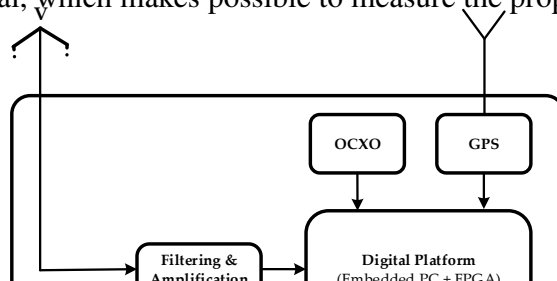 al, which makes possible to measure the prop
V
OCXO
GPS
Filtering &
Amplification
Digital Platform
(Embedded PC + FPGA)